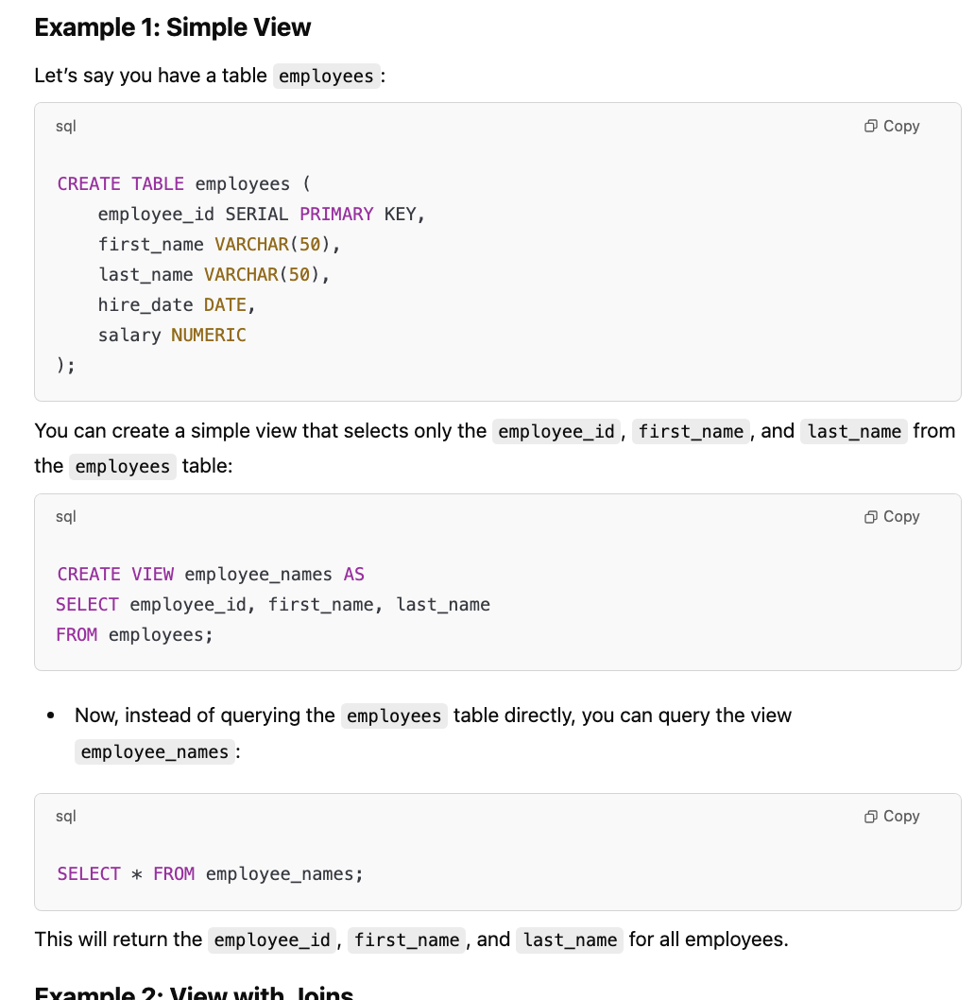 Example 1: Simple View
Let’s say you have a table employees:
sql
Copy
CREATE TABLE employees (
    employee_id SERIAL PRIMARY KEY,
    first_name VARCHAR(50),
    last_name VARCHAR(50),
    hire_date DATE,
    salary NUMERIC
);
You can create a simple view that selects only the employee_id, first_name, and last_name from
the employees table:
sql
Copy
CREATE VIEW employee_names AS
SELECT employee_id, first_name, last_name
FROM employees;
• Now, instead of querying the employees table directly, you can query the view
employee_names:
sql
Copy
SELECT * FROM employee_names;
This will return the employee_id, first_name, and last_name for all employees.
Example 2: View with Joins